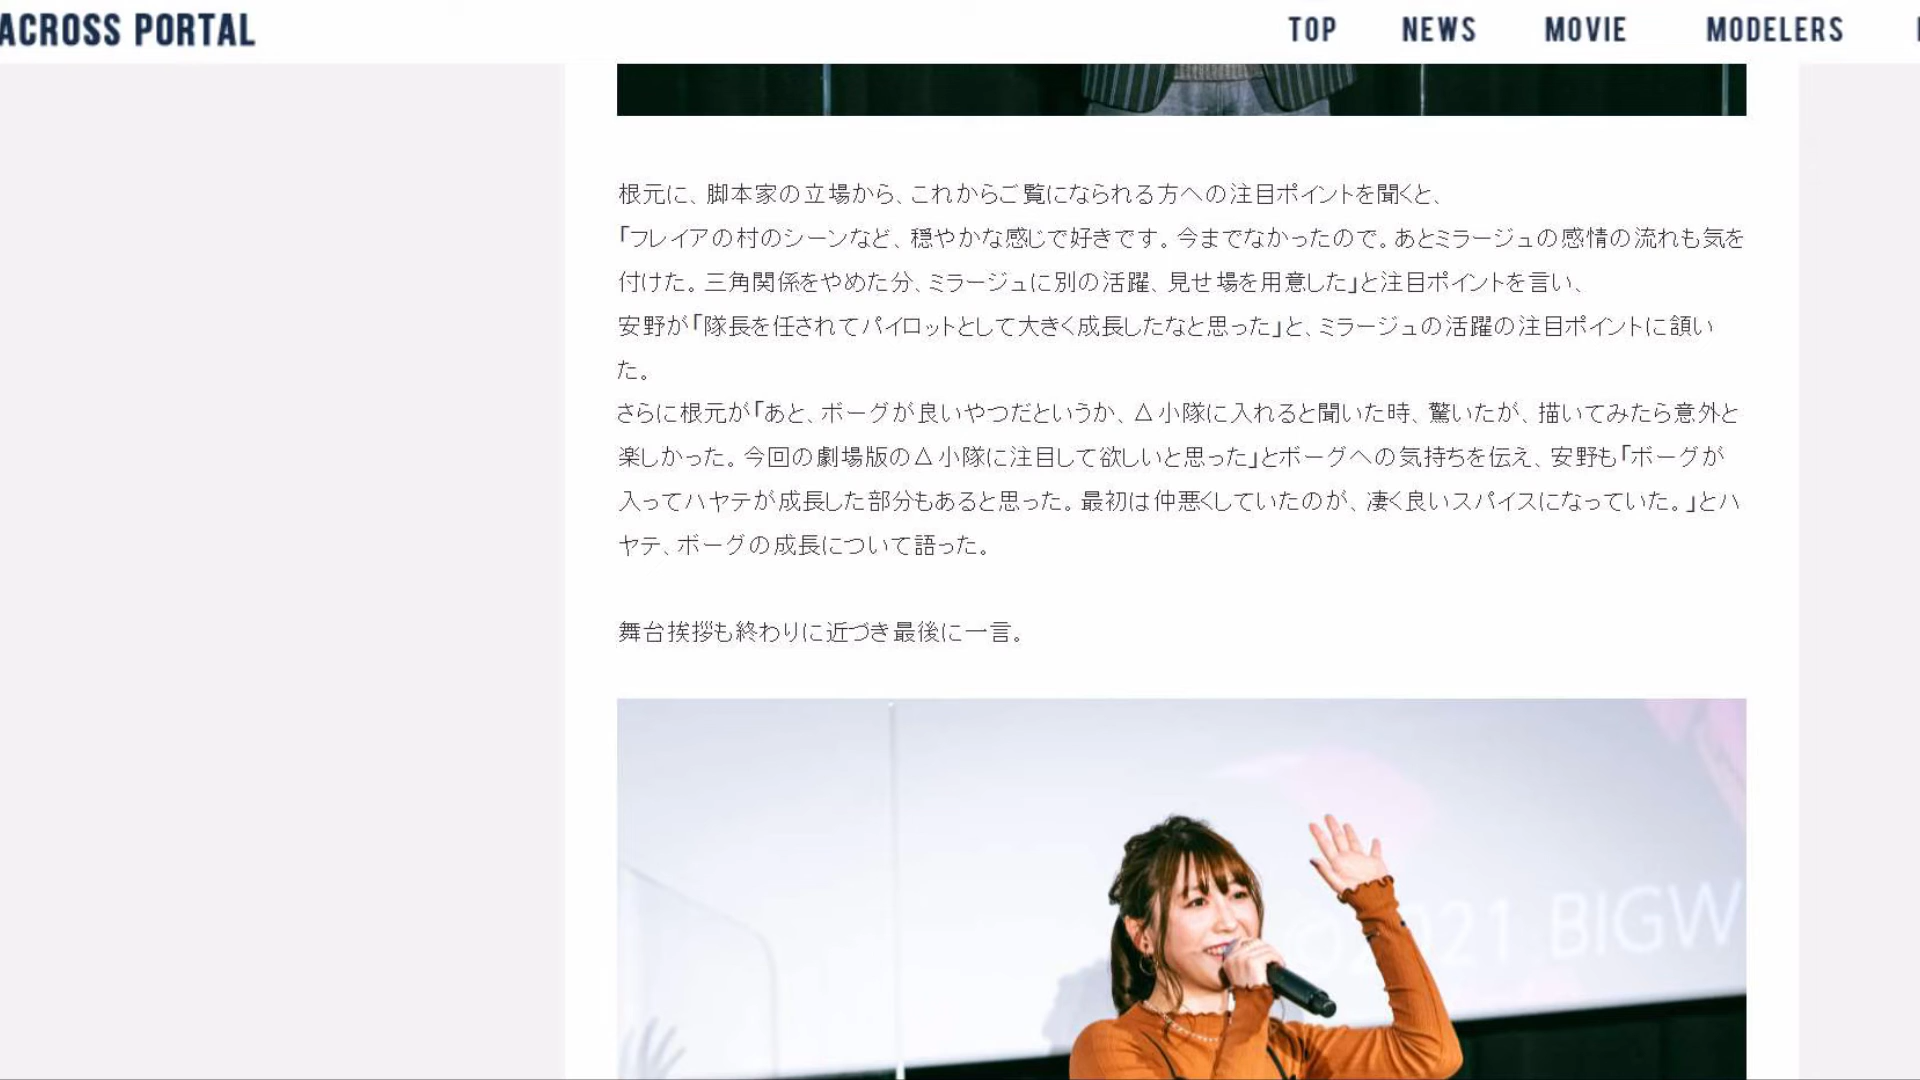 ACROSS PORTAL
TOP NEWS MOVIE MODELERS
根元に、脚本家の立場から、これからご覧になられる方への注目ポイントを聞くと、
「フレイアの村のシーンなど、穏やかな感じで好きです。今までなかったので。あとミラージュの感情の流れも気を
付けた。三角関係をやめた分、ミラージュに別の活躍、見せ場を用意した」と注目ポイントを言い、
安野が「隊長を任されてパイロットとして大きく成長したなと思った」と、ミラージュの活躍の注目ポイントに頷い
た。
さらに根元が「あと、ボーグが良いやつだというか、△小隊に入れると聞いた時、驚いたが、描いてみたら意外と
楽しかった。今回の劇場版の△小隊に注目して欲しいと思った」とボーグへの気持ちを伝え、安野も「ボーグが
入ってハヤテが成長した部分もあると思った。最初は仲悪くしていたのが、凄く良いスパイスになっていた。」とハ
ヤテ、ボーグの成長について語った。
舞台挨拶も終わりに近づき最後に一言。
2021 BIGW